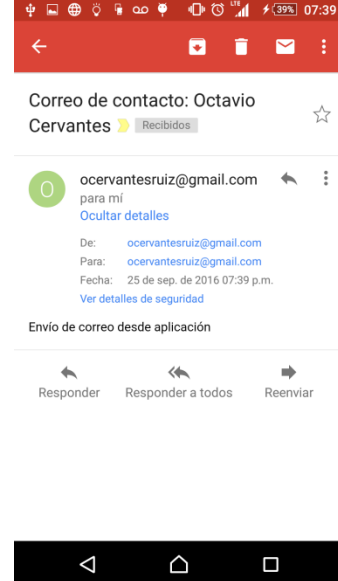 LTE 39% 07:39
Correo de contacto: Octavio
Cervantes Recibidos
O
ocervantesruiz@gmail.com
para mí
Ocultar detalles
De: ocervantesruiz@gmail.com
Para: ocervantesruiz@gmail.com
Fecha: 25 de sep. de 2016 07:39 p.m.
Ver detalles de seguridad
Envío de correo desde aplicación
Responder Responder a todos Reenviar